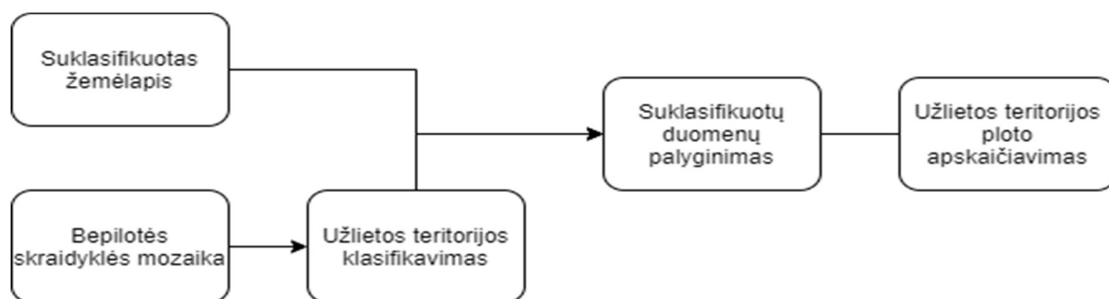 Suklasifikuotas
žemėlapis
Bepilotės
skraidyklės mozaika
Užlietos teritorijos
klasifikavimas
Suklasifikuotų
duomenų
palyginimas
Užlietos teritorijos
ploto
apskaičiavimas